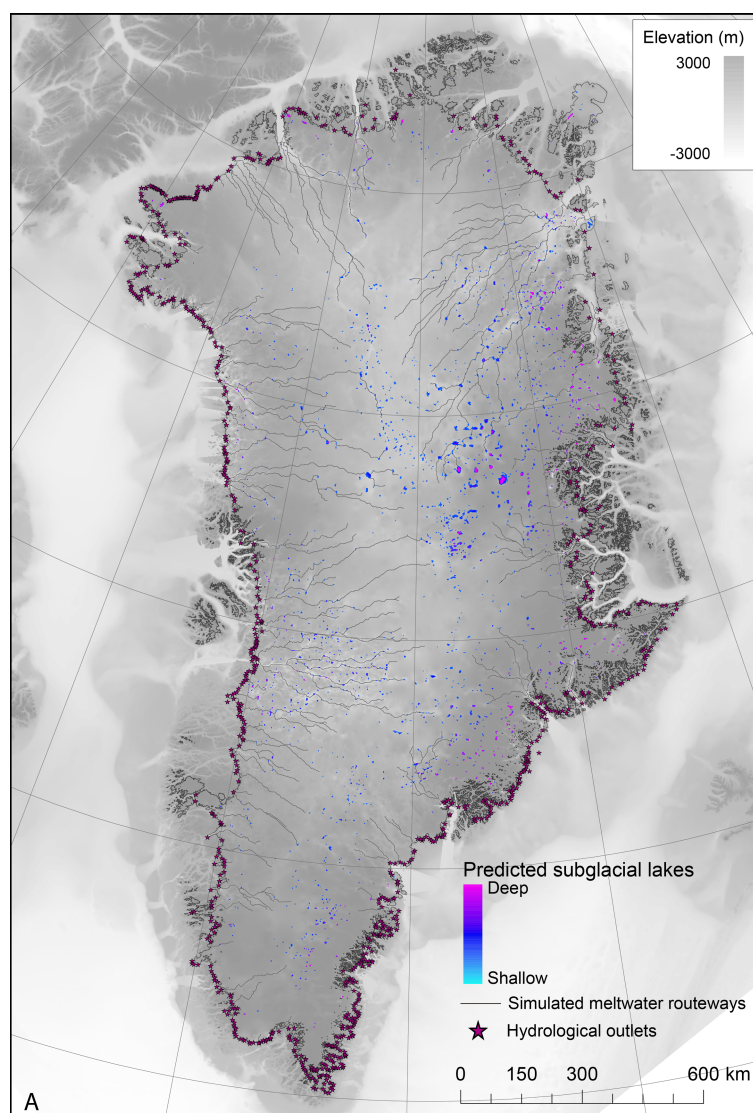 Elevation (m)
3000
-3000
Predicted subglacial lakes
Deep
Shallow
Simulated meltwater routeways
Hydrological outlets
0 150 300 600 km
A